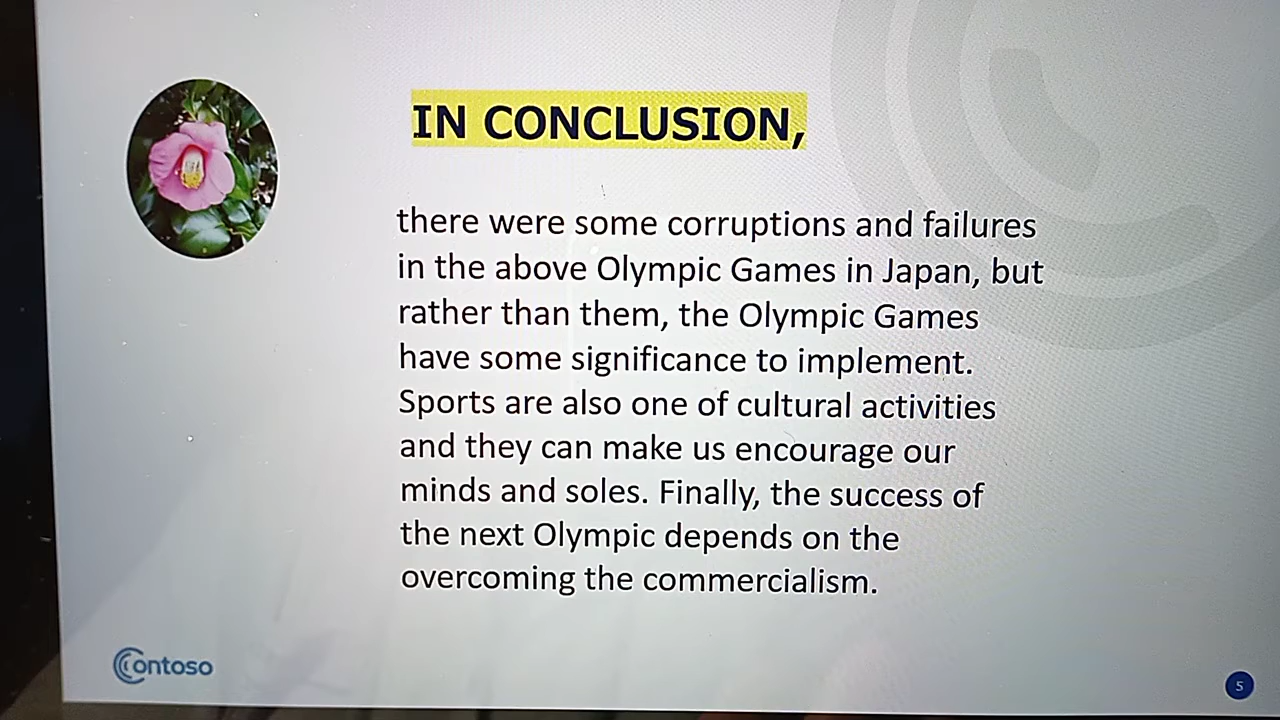 IN CONCLUSION,
there were some corruptions and failures
in the above Olympic Games in Japan, but
rather than them, the Olympic Games
have some significance to implement.
Sports are also one of cultural activities
and they can make us encourage our
minds and soles. Finally, the success of
the next Olympic depends on the
overcoming the commercialism.
Contoso
5